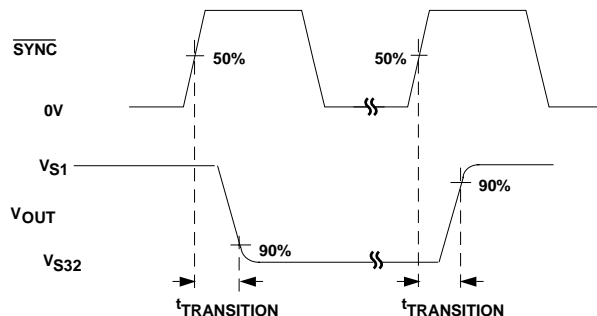 SYNC
50%
50%
0V
VS1
90%
VOUT
90%
VS32
tTRANSITION
tTRANSITION